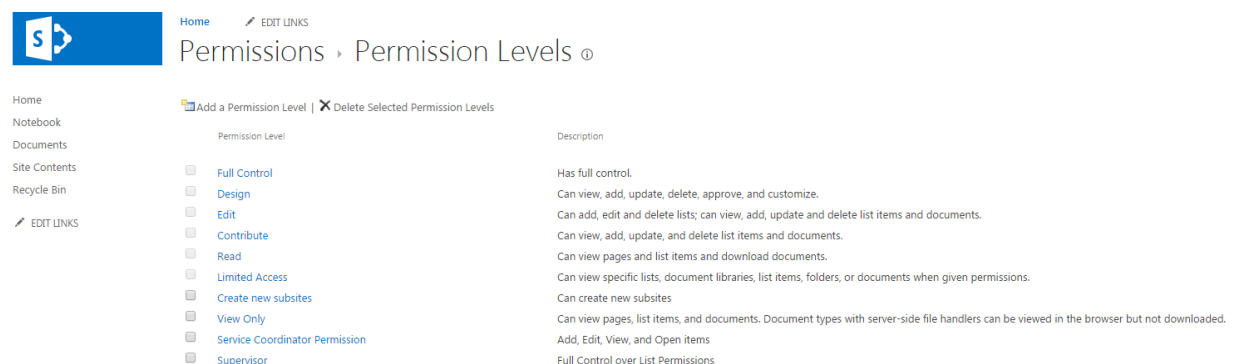 S
Home EDIT LINKS
Permissions › Permission Levels
Home
Notebook
Documents
Site Contents
Recycle Bin
EDIT LINKS
Add a Permission Level | Delete Selected Permission Levels
Permission Level Description
Full Control Has full control.
Design Can view, add, update, delete, approve, and customize.
Edit Can add, edit and delete lists; can view, add, update and delete list items and documents.
Contribute Can view, add, update, and delete list items and documents.
Read Can view pages and list items and download documents.
Limited Access Can view specific lists, document libraries, list items, folders, or documents when given permissions.
Create new subsites Can create new subsites
View Only Can view pages, list items, and documents. Document types with server-side file handlers can be viewed in the browser but not downloaded.
Service Coordinator Permission Add, Edit, View, and Open items
Supervisor Full Control over List Permissions